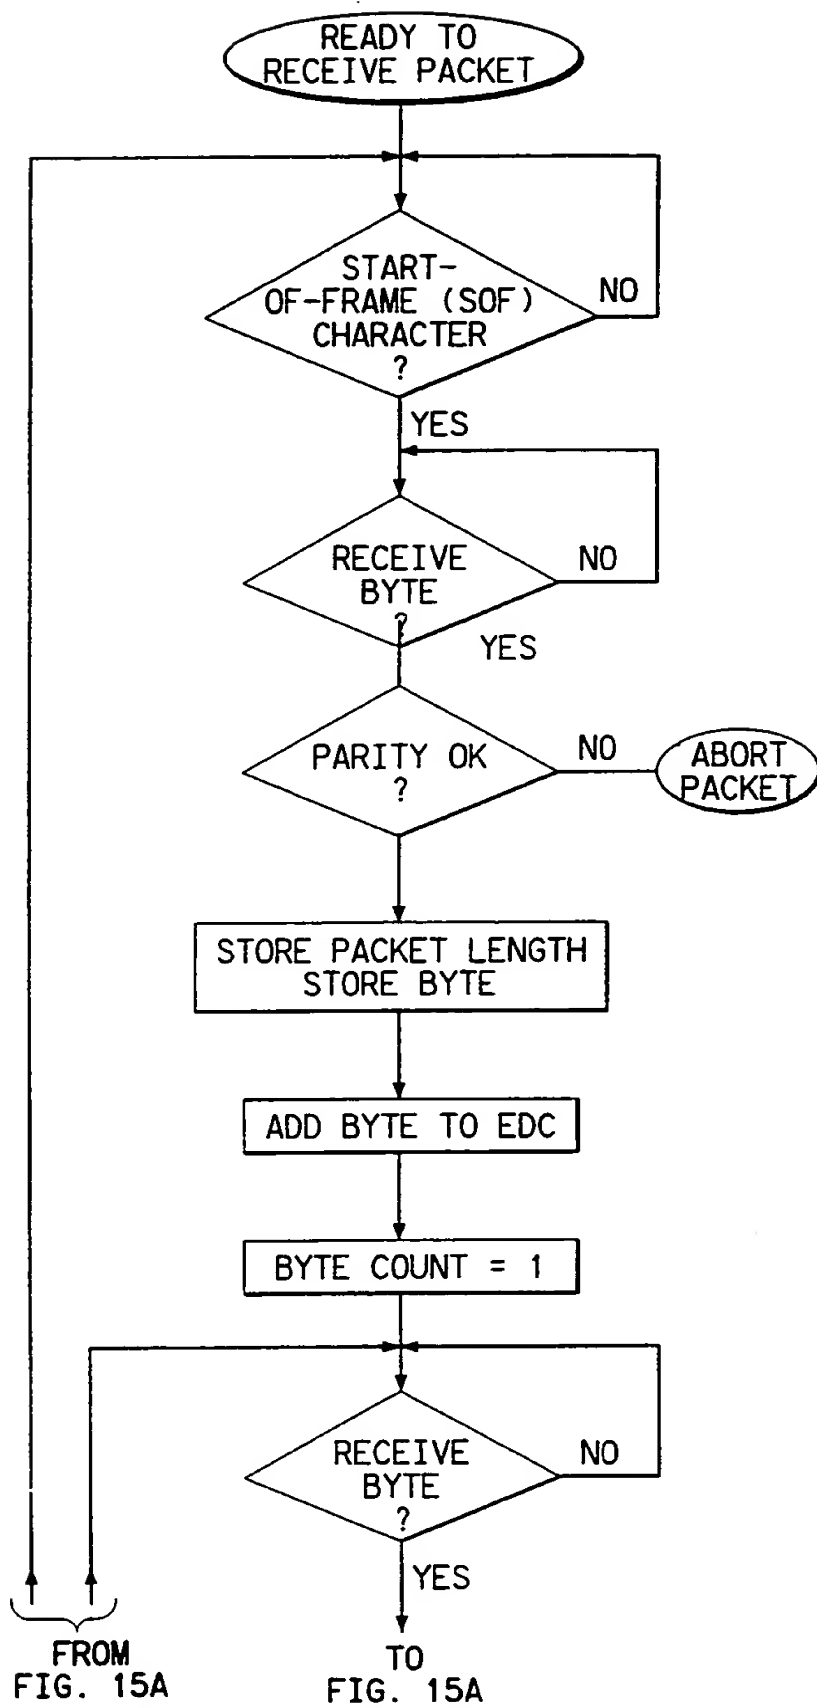 READY TO
RECEIVE PACKET
START-
OF-FRAME (SOF)
CHARACTER
?
NO
YES
RECEIVE
BYTE
?
NO
YES
PARITY OK
?
NO
ABORT
PACKET
STORE PACKET LENGTH
STORE BYTE
ADD BYTE TO EDC
BYTE COUNT = 1
RECEIVE
BYTE
?
NO
YES
FROM
FIG. 15A
TO
FIG. 15A